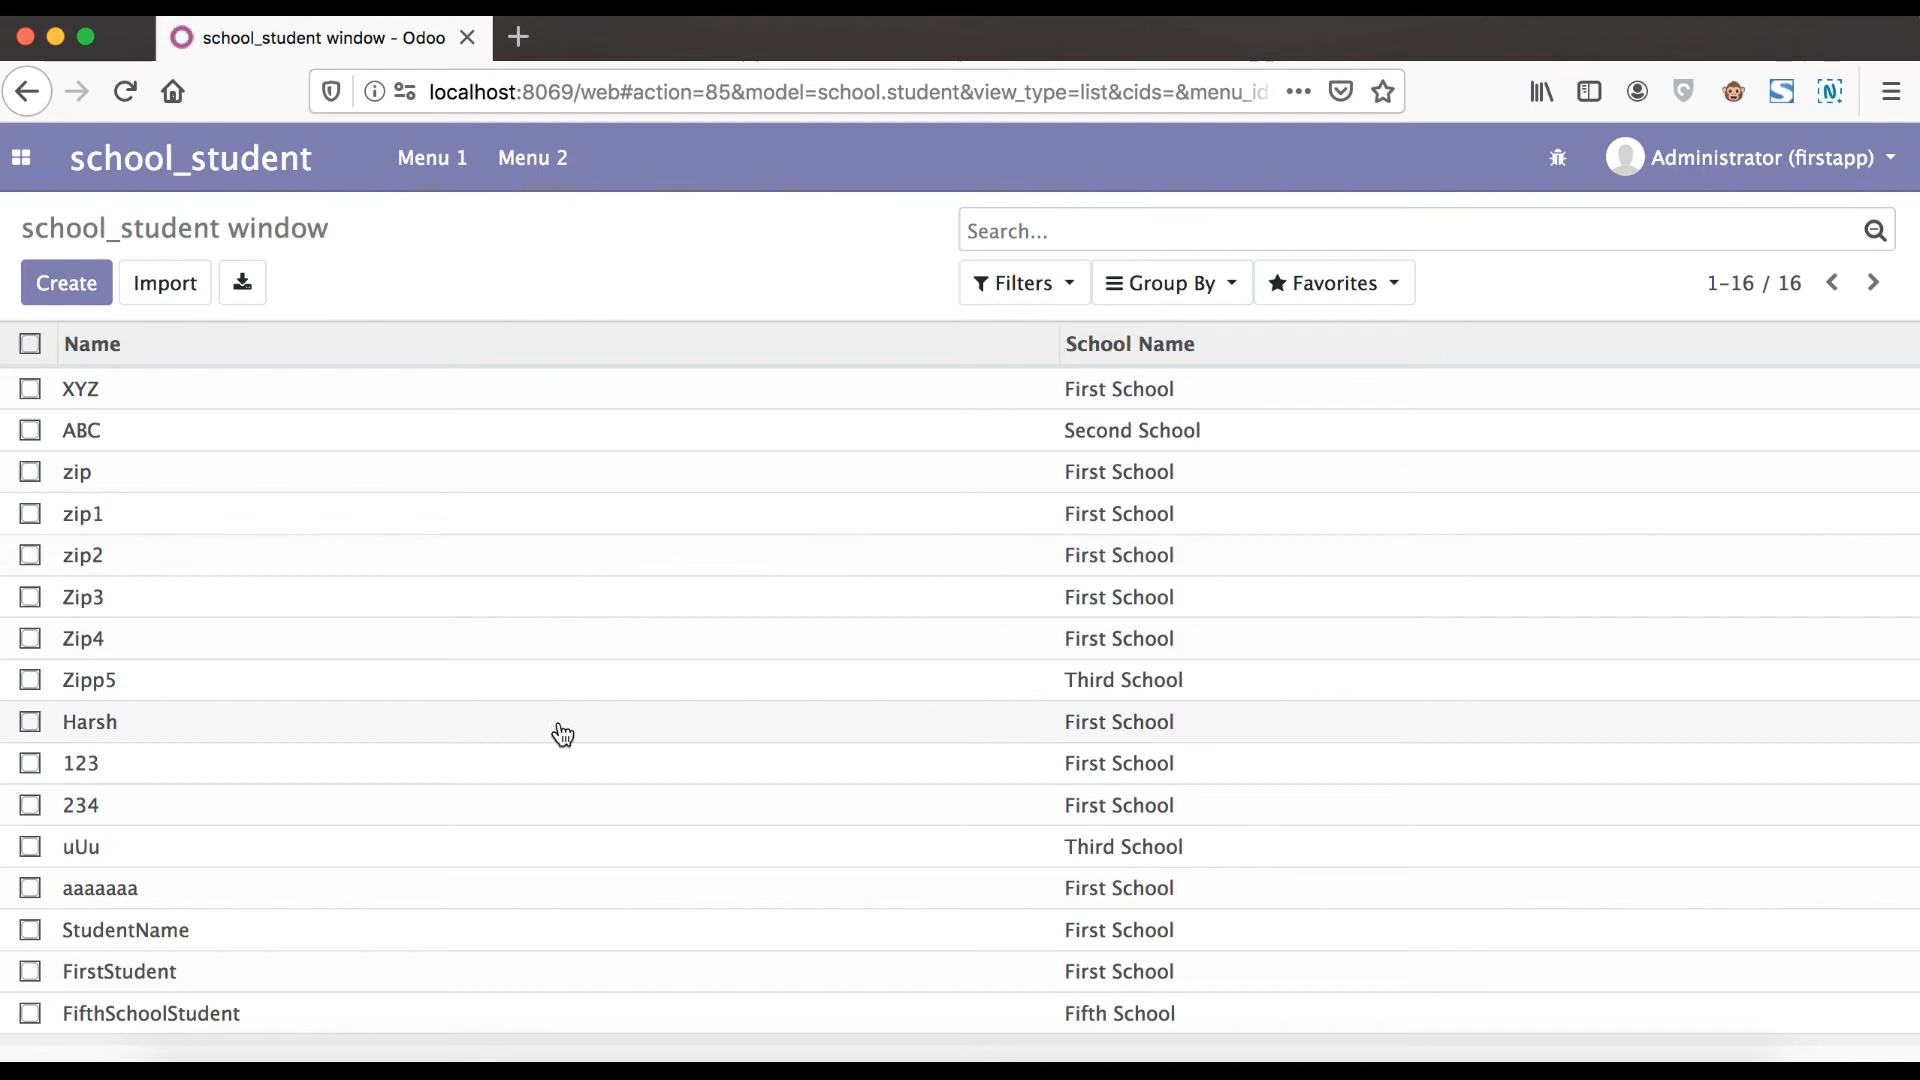 school_student window - Odoo
localhost:8069/web#action=85&model=school.student&view_type=list&cids=&menu_id
school_student Menu 1 Menu 2 Administrator (firstapp)
school_student window Search...
Create Import Filters Group By Favorites 1-16 / 16
Name School Name
XYZ First School
ABC Second School
zip First School
zip1 First School
zip2 First School
Zip3 First School
Zip4 First School
Zipp5 Third School
Harsh First School
123 First School
234 First School
uUu Third School
aaaaaaa First School
StudentName First School
FirstStudent First School
FifthSchoolStudent Fifth School